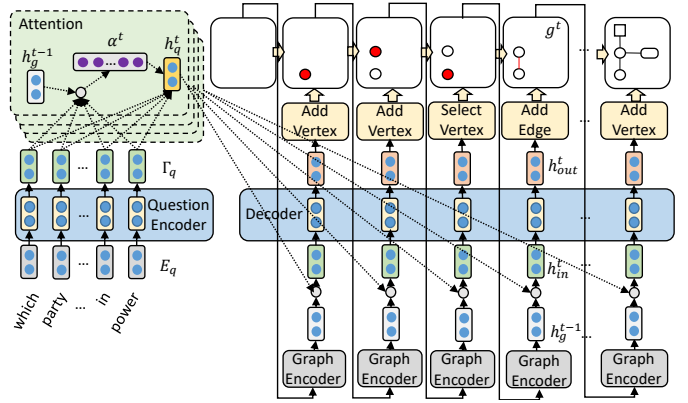 Attention
α^t
h_g^{t-1}
h_q^t
Γ_q
Question
Encoder
E_q
which
party
...
in
power
g^t
...
Add
Vertex
Add
Vertex
Select
Vertex
Add
Edge
Add
Vertex
h_out^t
Decoder
...
h_in^t
h_g^{t-1}
...
Graph
Encoder
Graph
Encoder
Graph
Encoder
Graph
Encoder
Graph
Encoder